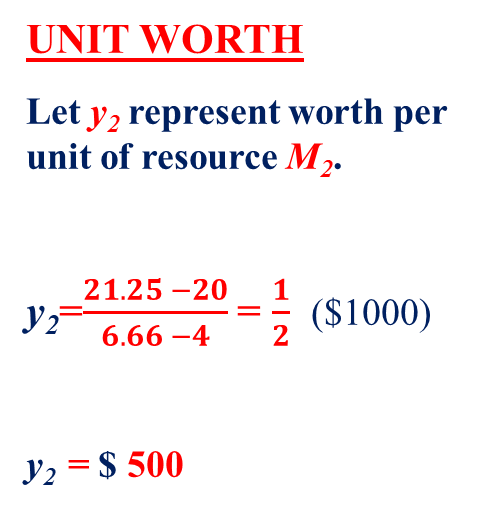 UNIT WORTH
Let y₂ represent worth per
unit of resource M₂.
y₂ = (21.25 – 20)/(6.66 – 4) = 1/2 ($1000)
y₂ = $ 500